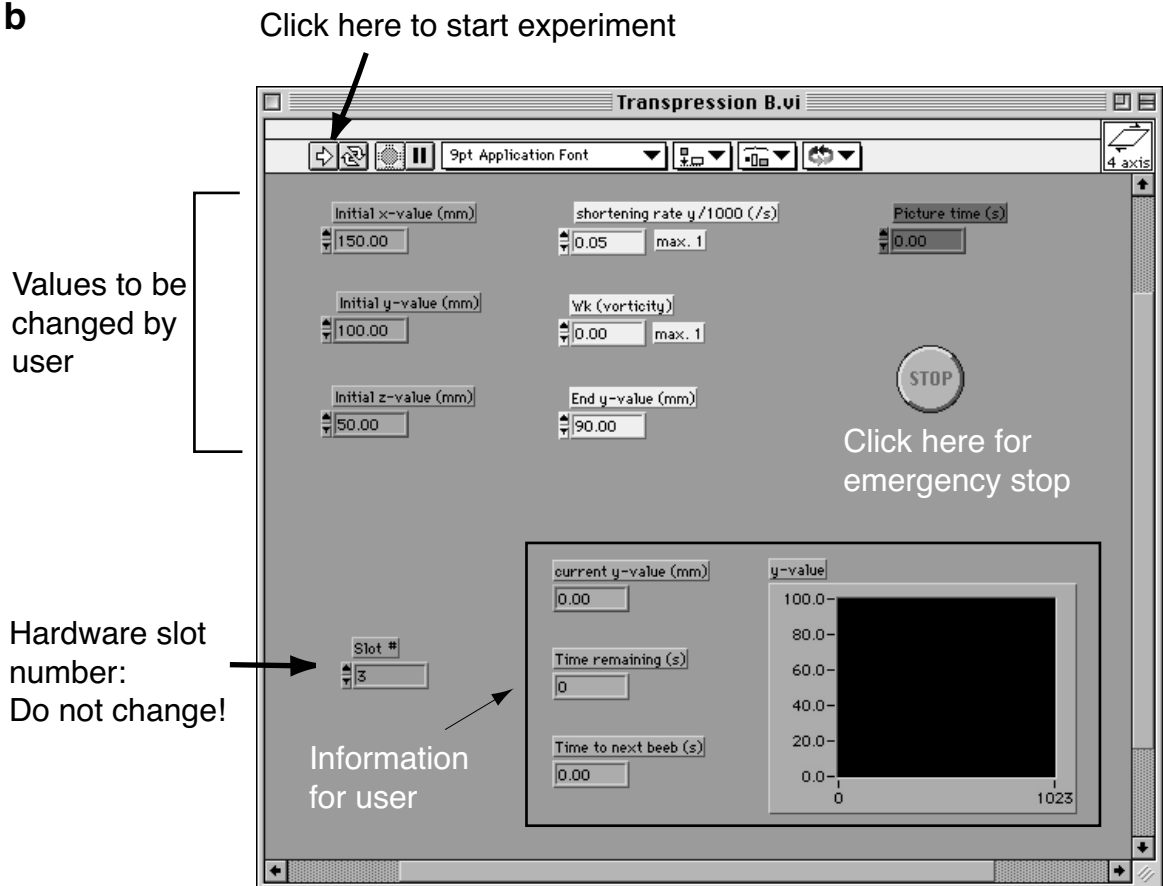 b
Click here to start experiment
Transpression B.vi
9pt Application Font
4 axis
Values to be
changed by
user
Initial x-value (mm)
150.00
shortening rate y/1000 (/s)
0.05
max. 1
Picture time (s)
0.00
Initial y-value (mm)
100.00
Wk (vorticity)
0.00
max. 1
Initial z-value (mm)
50.00
End y-value (mm)
90.00
STOP
Click here for
emergency stop
Hardware slot
number:
Do not change!
Slot #
3
Information
for user
current y-value (mm)
0.00
Time remaining (s)
0
Time to next beeb (s)
0.00
y-value
100.0
80.0
60.0
40.0
20.0
0.0
0
1023